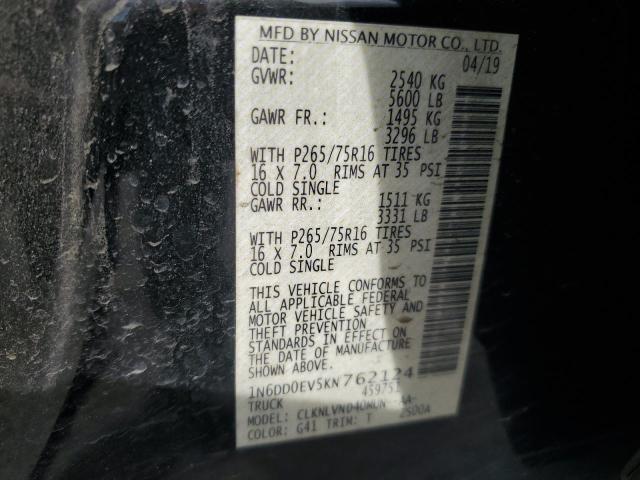 MFD BY NISSAN MOTOR CO., LTD.
DATE: 04/19
GVWR: 2540 KG
5600 LB
GAWR FR.: 1495 KG
3296 LB
WITH P265/75R16 TIRES
16 X 7.0 RIMS AT 35 PSI
COLD SINGLE
GAWR RR.: 1511 KG
3331 LB
WITH P265/75R16 TIRES
16 X 7.0 RIMS AT 35 PSI
COLD SINGLE
THIS VEHICLE CONFORMS TO
ALL APPLICABLE FEDERAL
MOTOR VEHICLE SAFETY AND
THEFT PREVENTION
STANDARDS IN EFFECT ON
THE DATE OF MANUFACTURE
SHOWN ABOVE.
1N6DD0EV5KN762124
TRUCK 459751
MODEL: -AA-
COLOR: G41 TRIM: T 2500A